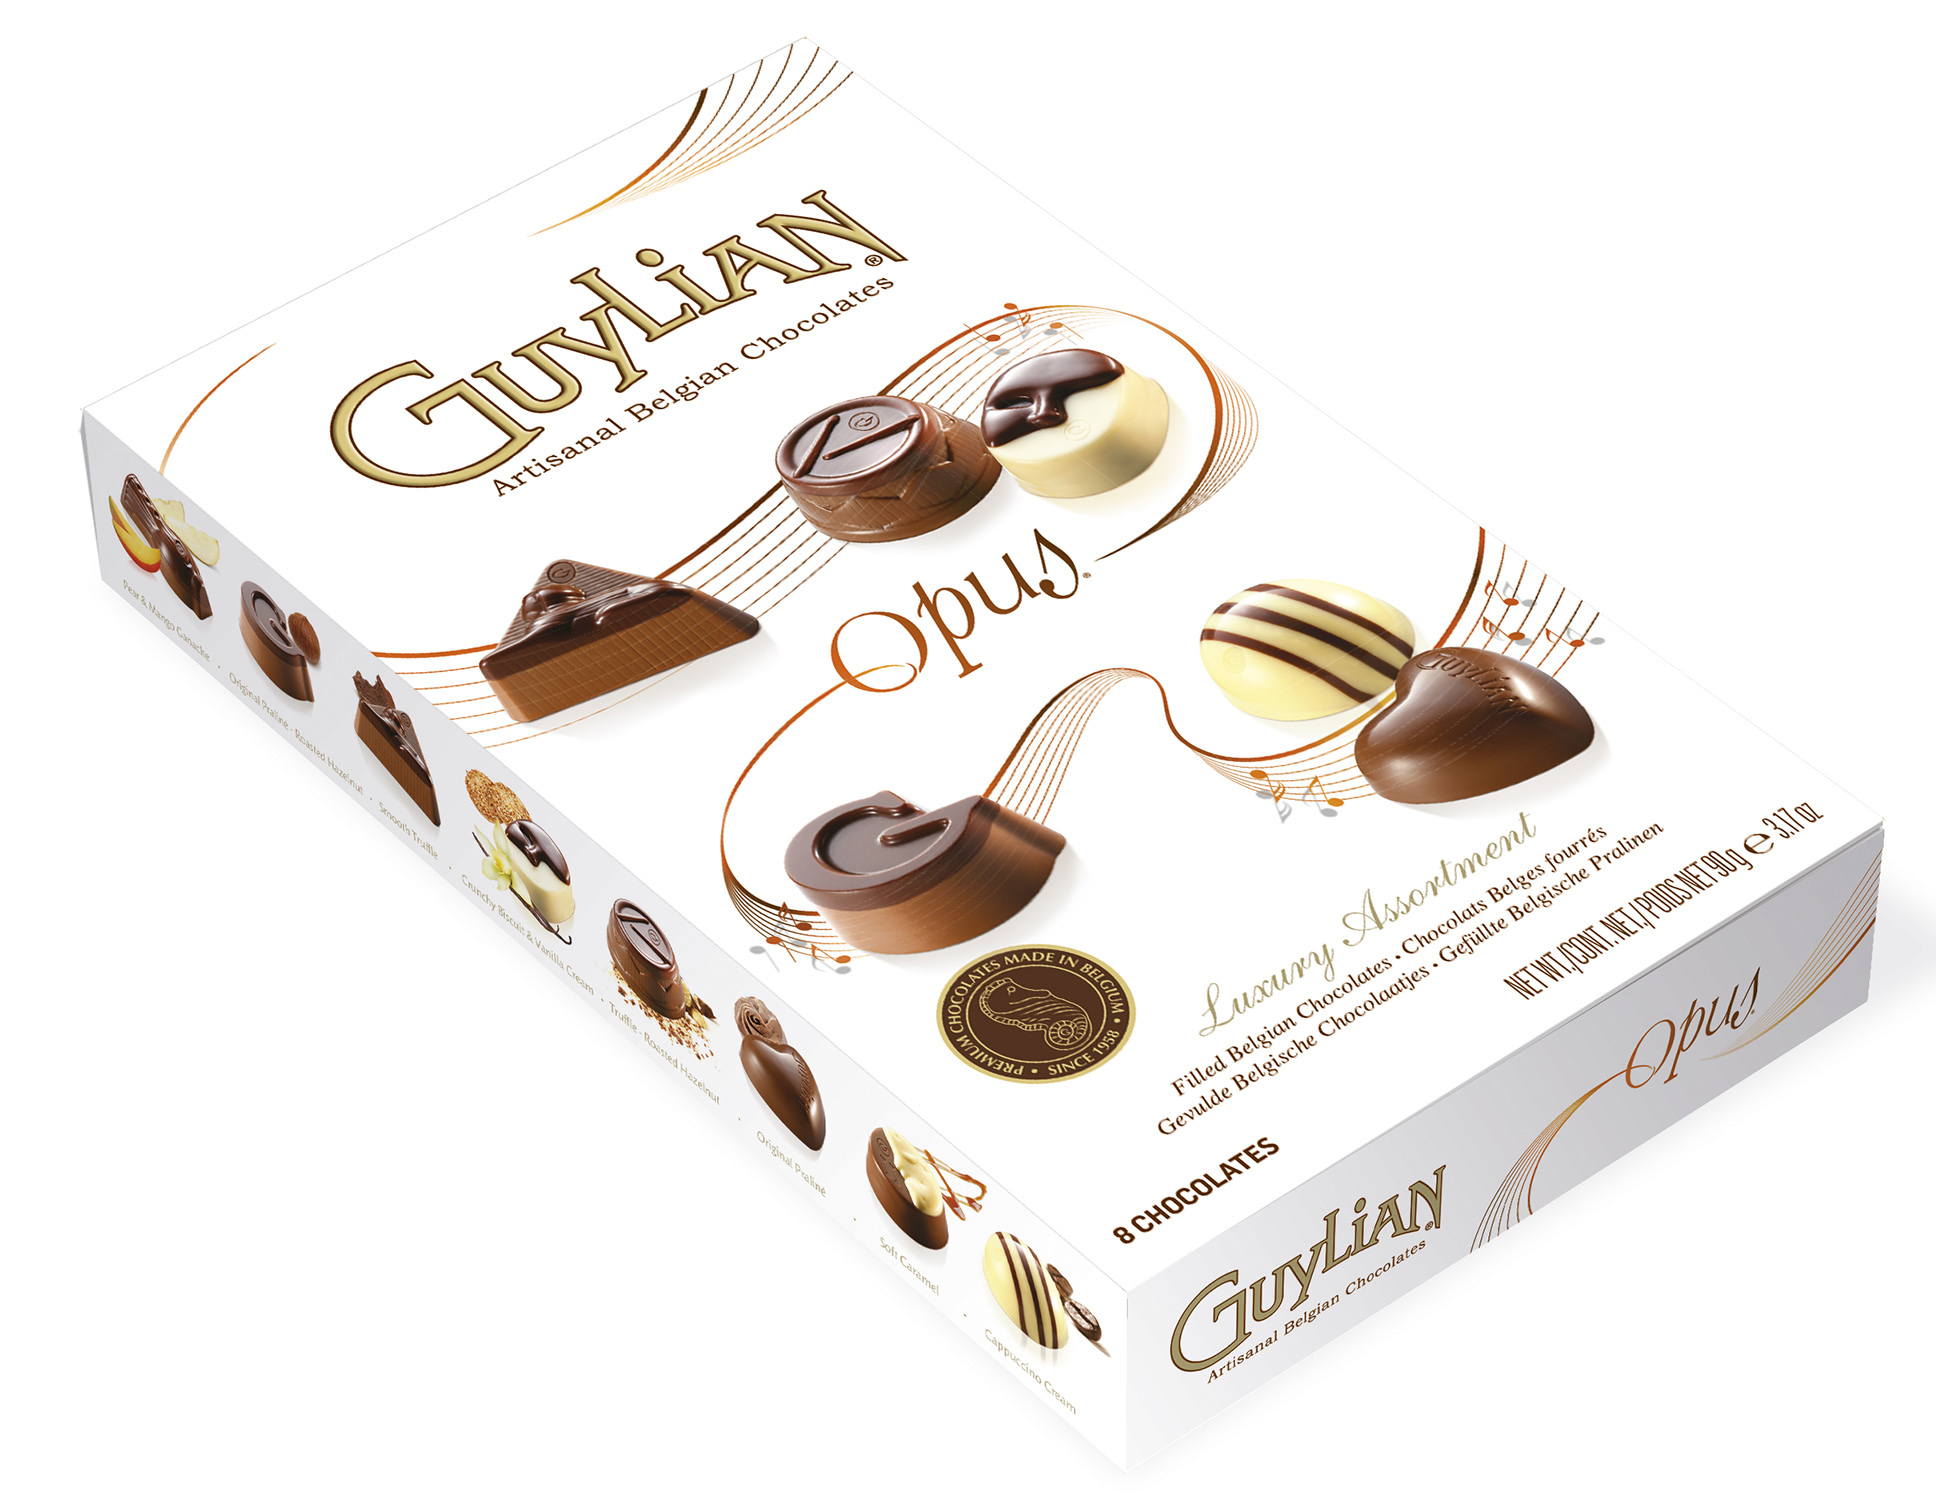 GUYLiAN®
Artisanal Belgian Chocolates
Opus®
PREMIUM CHOCOLATES MADE IN BELGIUM • SINCE 1958 •
G
Luxury Assortment
Filled Belgian Chocolates • Chocolats Belges fourrés
Gevulde Belgische Chocolaatjes • Gefüllte Belgische Pralinen
NET WT./CONT. NET./POIDS NET 90g e 3.17 oz
8 CHOCOLATES
GUYLIAN
Pear & Mango Ganache · Original Praliné - Roasted Hazelnut · Smooth Truffle · Crunchy Biscuit & Vanilla Cream · Truffle - Roasted Hazelnut · Original Praliné · Soft Caramel · Cappuccino Cream
GUYLiAN®
Artisanal Belgian Chocolates
Opus